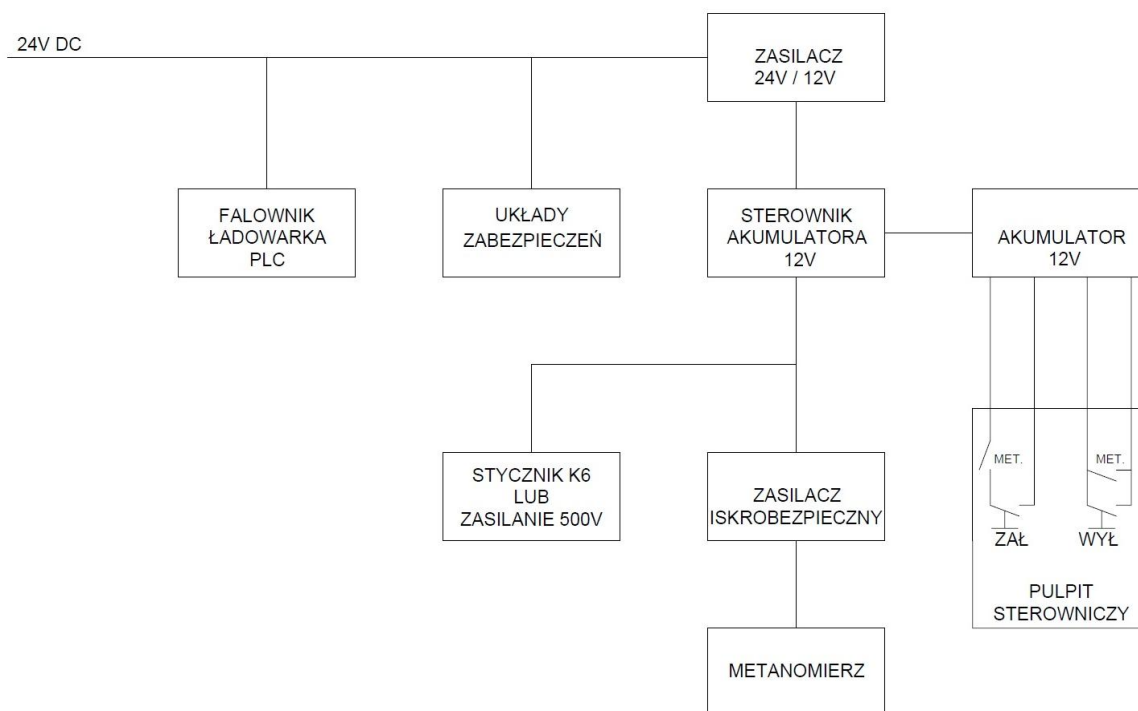 24V DC
ZASILACZ
24V / 12V
FALOWNIK
ŁADOWARKA
PLC
UKŁADY
ZABEZPIECZEŃ
STEROWNIK
AKUMULATORA
12V
AKUMULATOR
12V
STYCZNIK K6
LUB
ZASILANIE 500V
ZASILACZ
ISKROBEZPIECZNY
MET.
MET.
ZAŁ
WYŁ
PULPIT
STEROWNICZY
METANOMIERZ